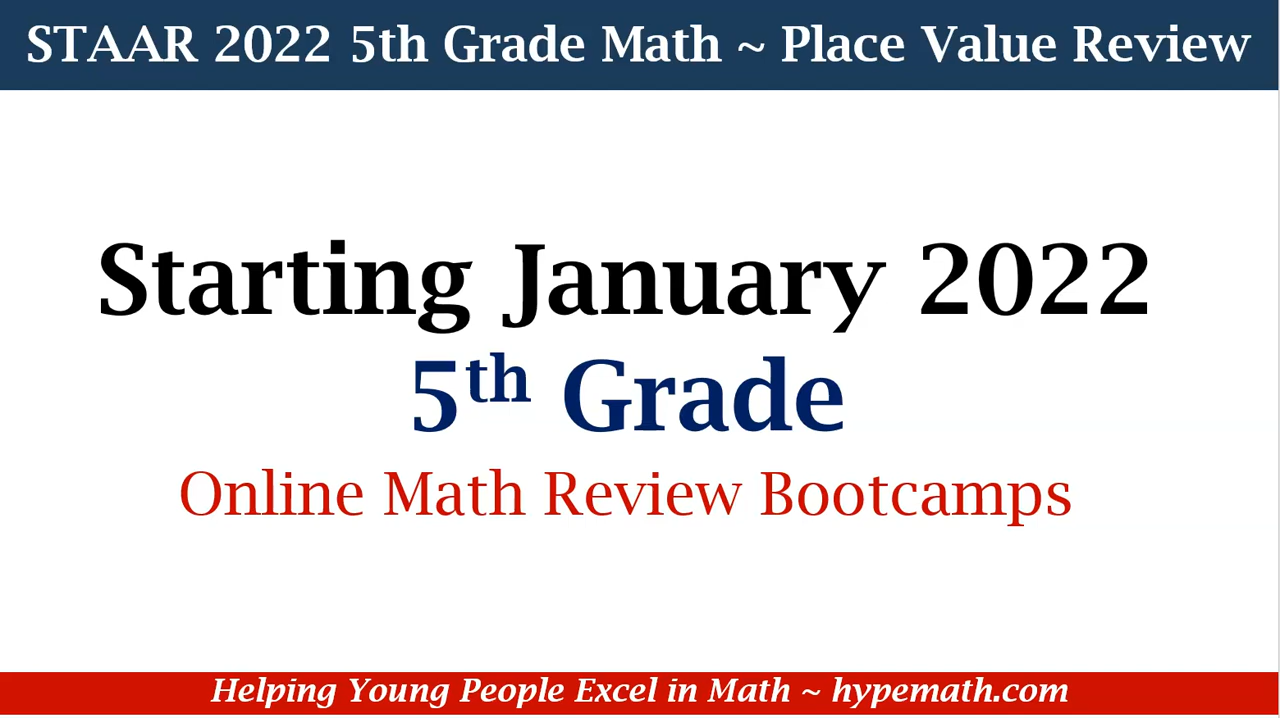 STAAR 2022 5th Grade Math ~ Place Value Review
Starting January 2022
5th Grade
Online Math Review Bootcamps
Helping Young People Excel in Math ~ hypemath.com